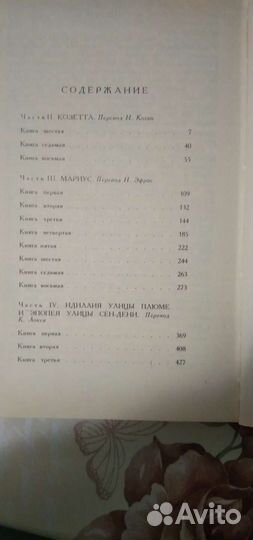 СОДЕРЖАНИЕ
Часть II. КОЗЕТТА. Перевод Н. Коган
Книга шестая 7
Книга седьмая 40
Книга восьмая 55
Часть III. МАРИУС. Перевод Н. Эфрос
Книга первая 109
Книга вторая 132
Книга третья 144
Книга четвертая 185
Книга пятая 222
Книга шестая 244
Книга седьмая 263
Книга восьмая 273
Часть IV. ИДИЛЛИЯ УЛИЦЫ ПЛЮМЕ
И ЭПОПЕЯ УЛИЦЫ СЕН-ДЕНИ. Перевод
К. Локса
Книга первая 369
Книга вторая 408
Книга третья 427
Avito